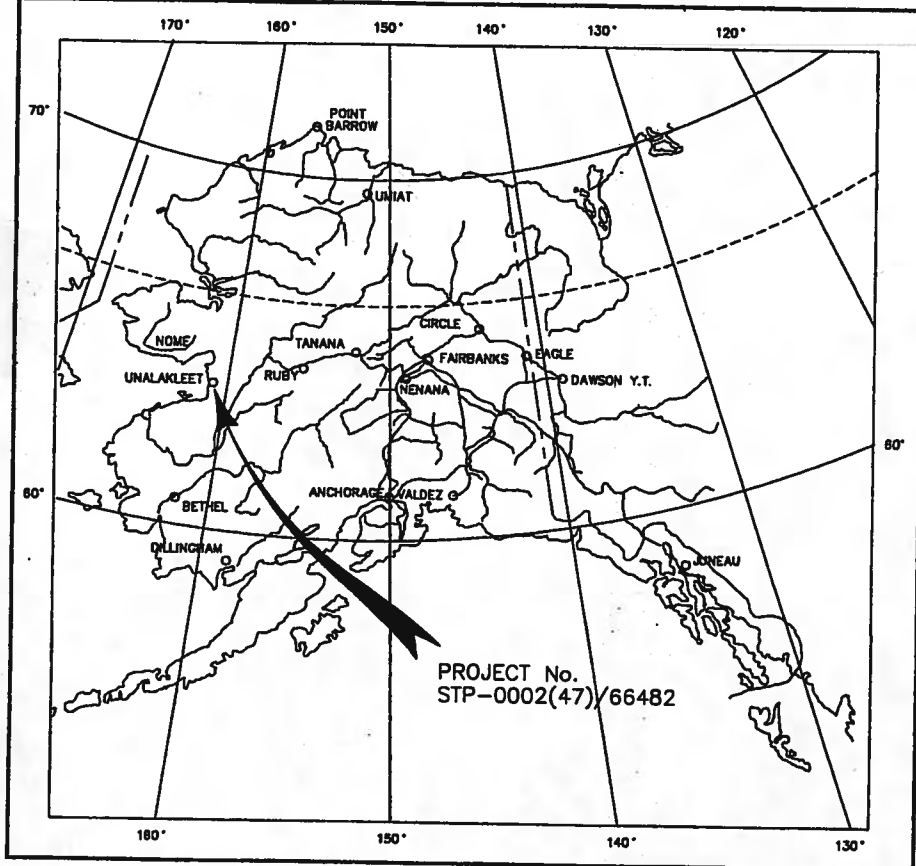 170° 160° 150° 140° 130° 120°
70°
POINT
BARROW
UMIAT
CIRCLE
NOME
TANANA
FAIRBANKS
EAGLE
UNALAKLEET
RUBY
NENANA
DAWSON Y.T.
60°
60°
ANCHORAGE
VALDEZ
BETHEL
DILLINGHAM
JUNEAU
PROJECT No.
STP-0002(47)/66482
160° 150° 140° 130°